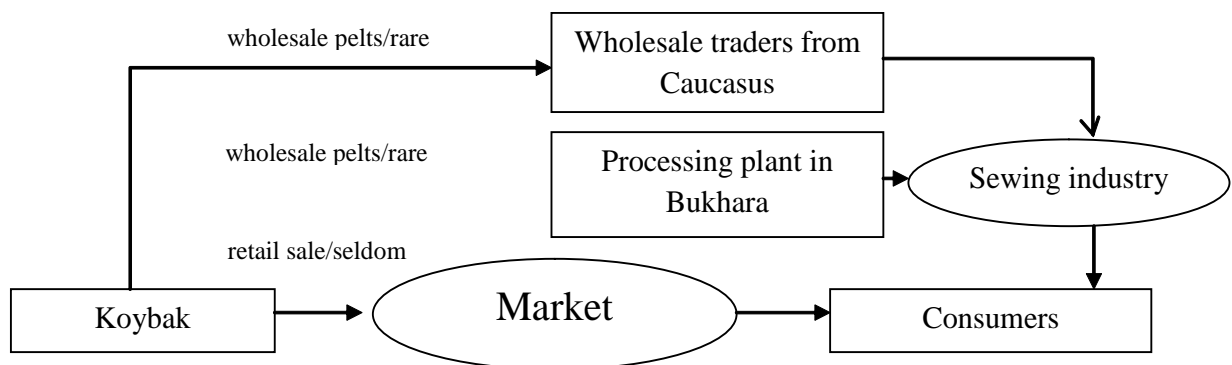 wholesale pelts/rare
Wholesale traders from
Caucasus
wholesale pelts/rare
Processing plant in
Bukhara
Sewing industry
retail sale/seldom
Koybak
Market
Consumers